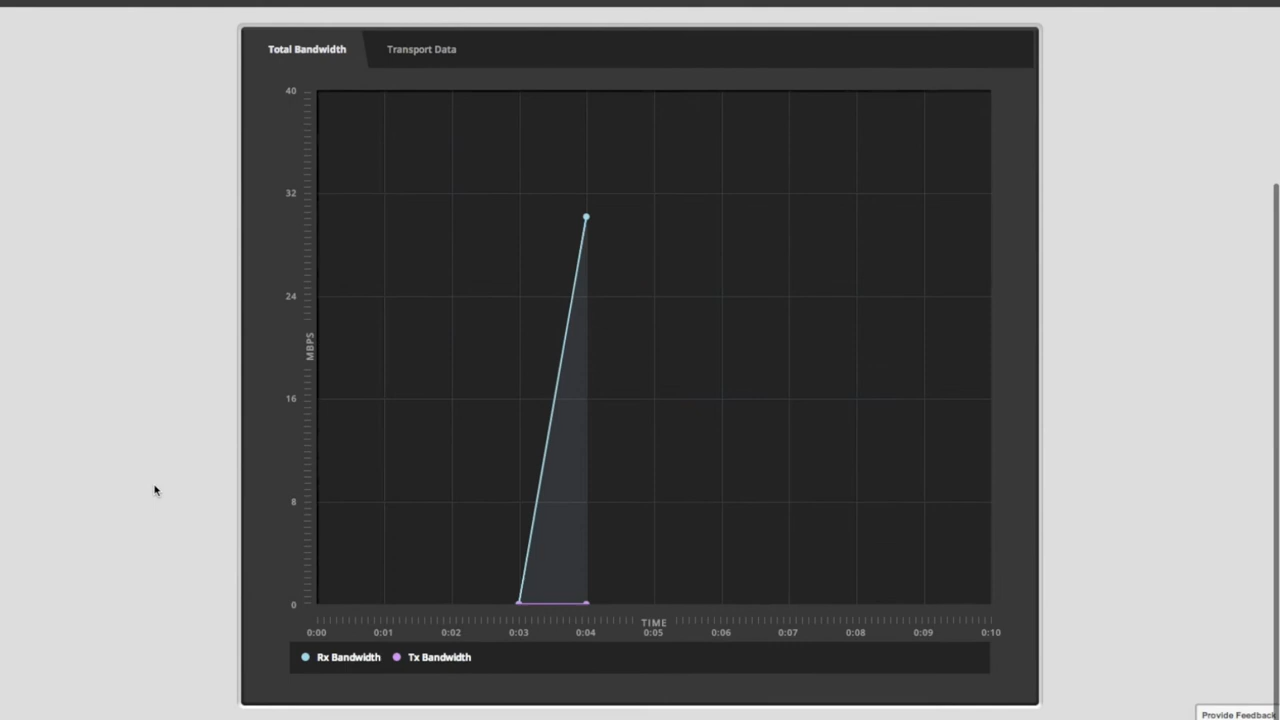 Total Bandwidth Transport Data
40
32
24
MBPS
16
8
0
TIME
0:00 0:01 0:02 0:03 0:04 0:05 0:06 0:07 0:08 0:09 0:10
Rx Bandwidth Tx Bandwidth
Provide Feedback